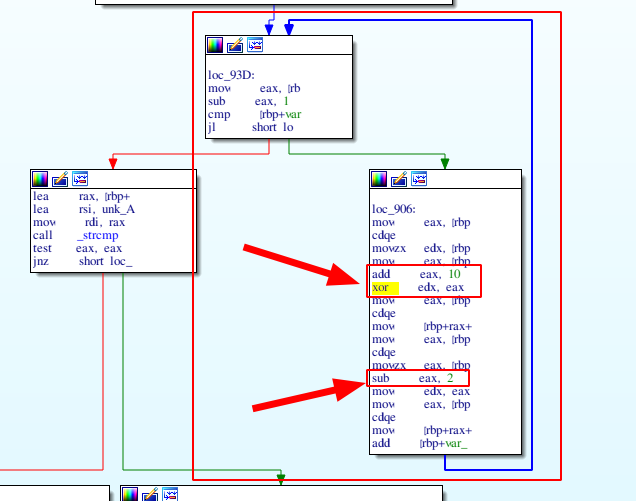 loc_93D:
mov eax, [rb
sub eax, 1
cmp [rbp+var
jl short lo
lea rax, [rbp+
lea rsi, unk_A
mov rdi, rax
call _strcmp
test eax, eax
jnz short loc_
loc_906:
mov eax, [rbp
cdqe
movzx edx, [rbp
mov eax, [rbp
add eax, 10
xor edx, eax
mov eax, [rbp
cdqe
mov [rbp+rax+
mov eax, [rbp
cdqe
movzx eax, [rbp
sub eax, 2
mov edx, eax
mov eax, [rbp
cdqe
mov [rbp+rax+
add [rbp+var_